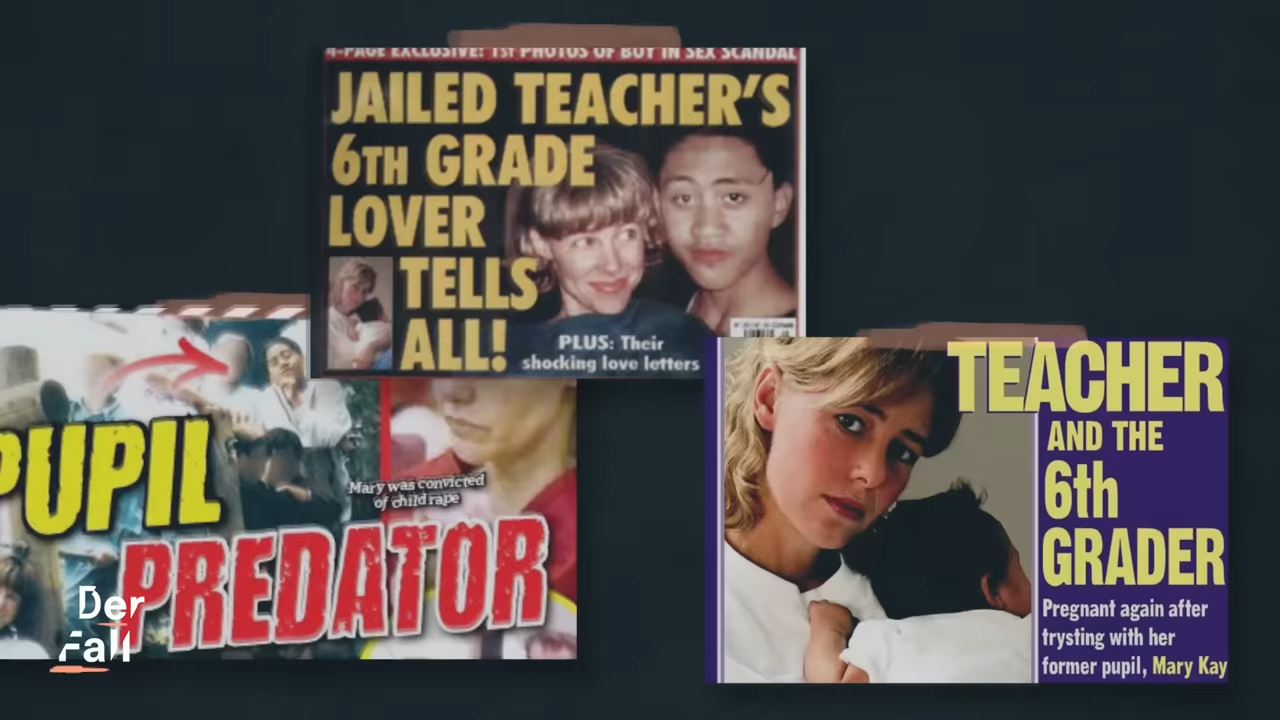 4-PAGE EXCLUSIVE: 1ST PHOTOS OF BOY IN SEX SCANDAL
JAILED TEACHER'S
6TH GRADE
LOVER
TELLS
ALL!
PLUS: Their
shocking love letters
PUPIL
PREDATOR
Mary was convicted
of child rape
TEACHER
AND THE
6th
GRADER
Pregnant again after
trysting with her
former pupil, Mary Kay
Der
Fall